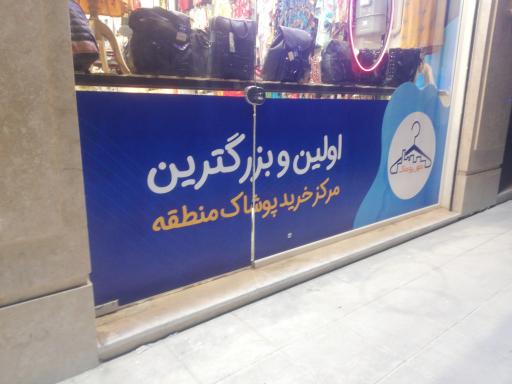 اولین و بزرگترین
مرکز خرید پوشاک منطقه